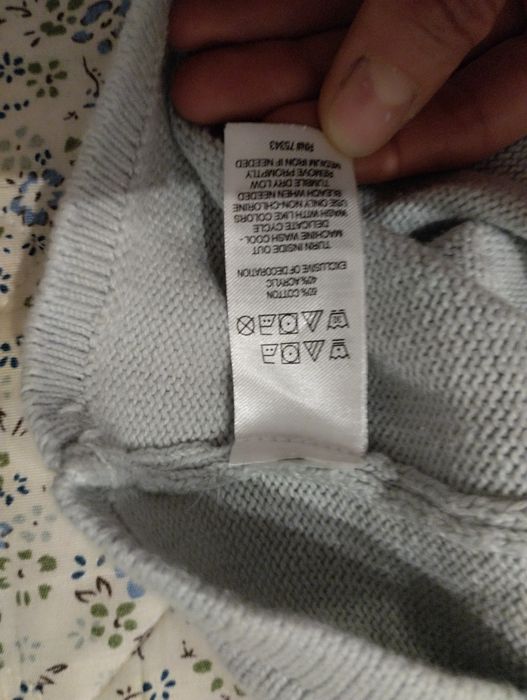 60% COTTON
40% ACRYLIC
EXCLUSIVE OF DECORATION
TURN INSIDE OUT
MACHINE WASH COOL -
DELICATE CYCLE
WASH WITH LIKE COLORS
USE ONLY NON-CHLORINE
BLEACH WHEN NEEDED
TUMBLE DRY LOW
REMOVE PROMPTLY
MEDIUM IRON IF NEEDED
RN# 75343